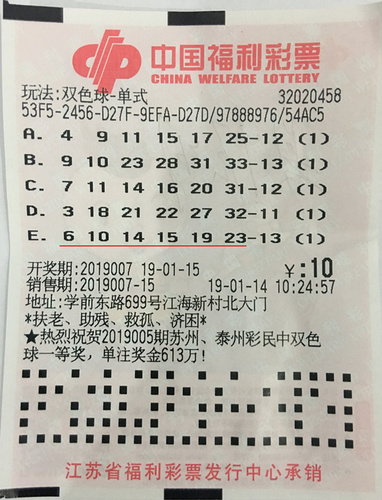 中国福利彩票
CHINA WELFARE LOTTERY
玩法:双色球-单式 32020458
53F5-2456-D27F-9EFA-D27D/97888976/54AC5
A. 4 9 11 15 17 25-12 (1)
B. 9 10 23 28 31 33-13 (1)
C. 7 11 14 16 20 31-12 (1)
D. 3 18 21 22 27 32-11 (1)
E. 6 10 14 15 19 23-13 (1)
开奖期:2019007 19-01-15 ¥:10
销售期:2019007-15 19-01-14 10:24:57
地址:学前东路699号江海新村北大门
*扶老、助残、救孤、济困*
★热烈祝贺2019005期苏州、泰州彩民中双色
球一等奖，单注奖金613万!
江苏省福利彩票发行中心承销